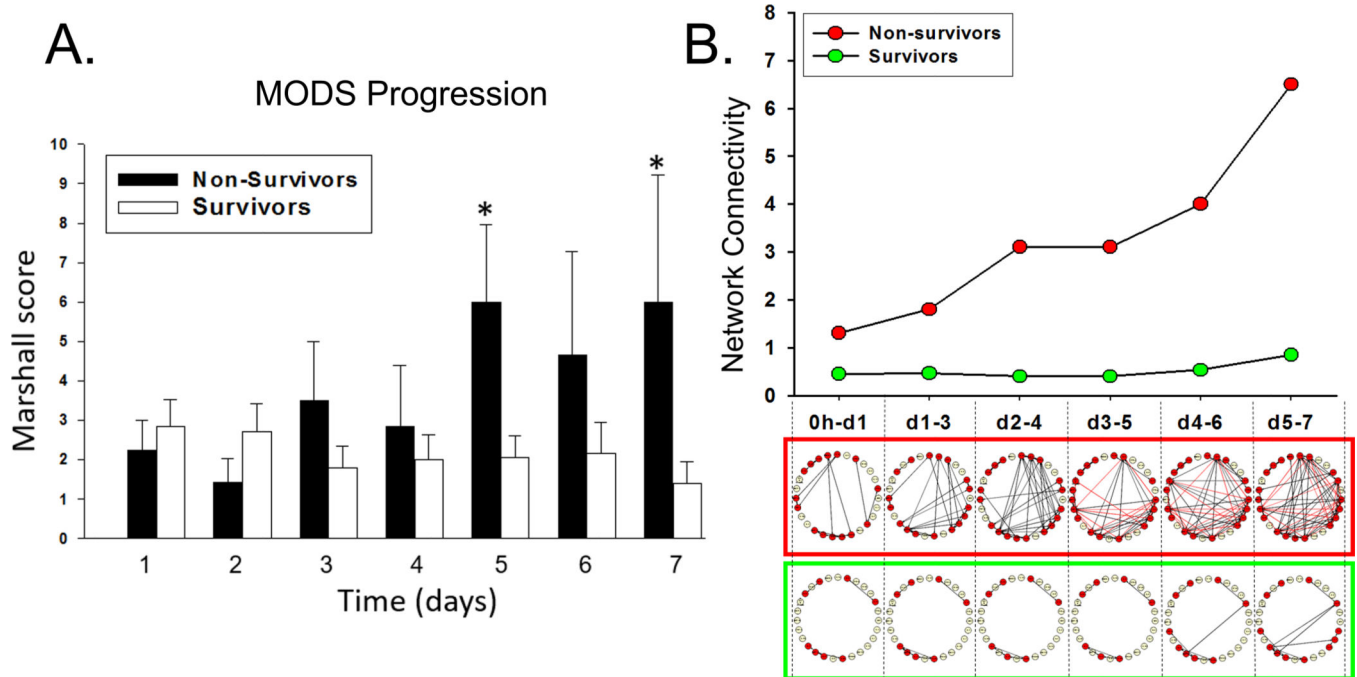 A.
MODS Progression
10
9
8
7
6
5
4
3
2
1
0
Marshall score
Non-Survivors
Survivors
*
*
1 2 3 4 5 6 7
Time (days)
B.
8
7
6
5
4
3
2
1
0
Network Connectivity
Non-survivors
Survivors
0h-d1 d1-3 d2-4 d3-5 d4-6 d5-7